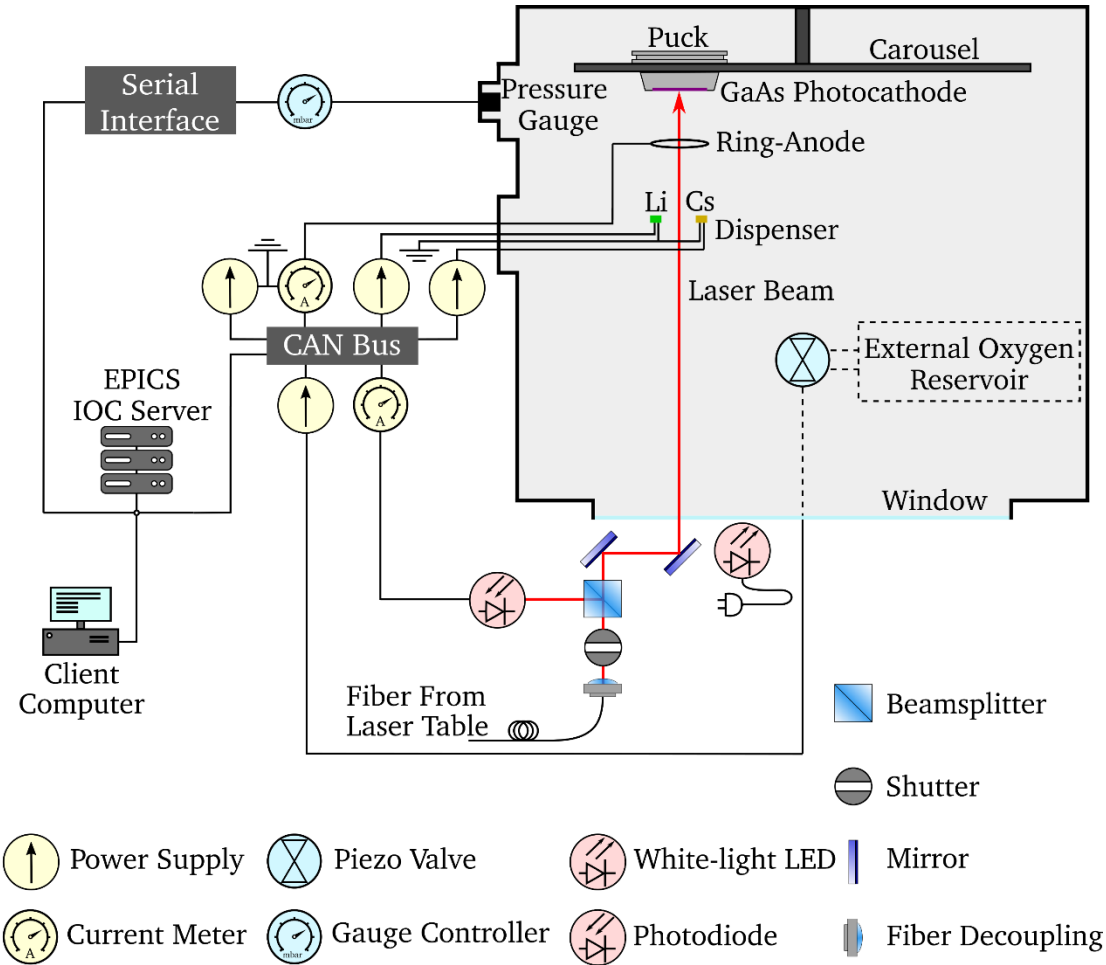 Puck
Carousel
GaAs Photocathode
Serial
Interface
mbar
Pressure
Gauge
Ring-Anode
Li
Cs
Dispenser
A
Laser Beam
CAN Bus
External Oxygen
Reservoir
EPICS
IOC Server
A
Window
Client
Computer
Fiber From
Laser Table
Beamsplitter
Shutter
Power Supply
Piezo Valve
White-light LED
Mirror
A
Current Meter
mbar
Gauge Controller
Photodiode
Fiber Decoupling